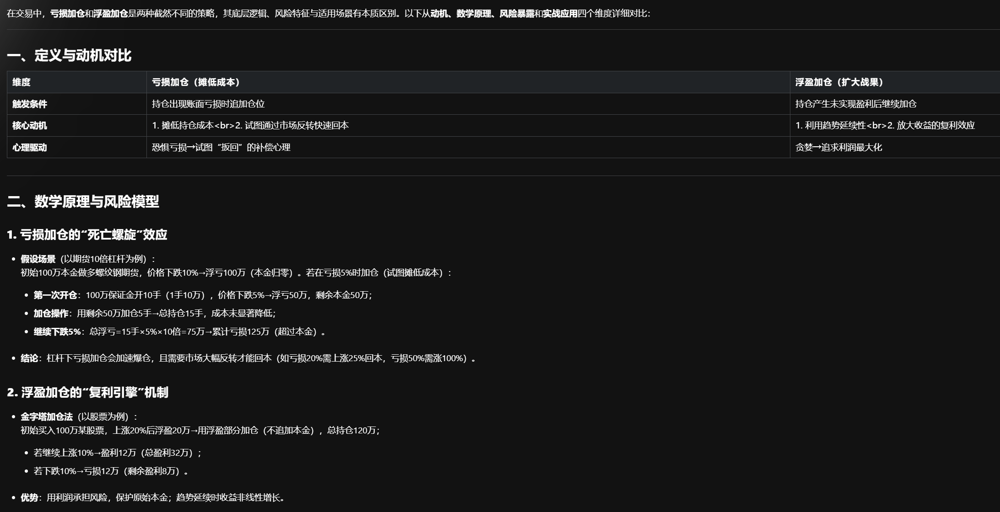 在交易中，亏损加仓和浮盈加仓是两种截然不同的策略，其底层逻辑、风险特征与适用场景有本质区别。以下从动机、数学原理、风险暴露和实战应用四个维度详细对比：
一、定义与动机对比
维度 亏损加仓（摊低成本） 浮盈加仓（扩大战果）
触发条件 持仓出现账面亏损时追加仓位 持仓产生未实现盈利后继续加仓
核心动机 1. 摊低持仓成本<br>2. 试图通过市场反转快速回本 1. 利用趋势延续性<br>2. 放大收益的复利效应
心理驱动 恐惧亏损→试图“扳回”的补偿心理 贪婪→追求利润最大化
二、数学原理与风险模型
1. 亏损加仓的“死亡螺旋”效应
• 假设场景（以期货10倍杠杆为例）：
初始100万本金做多螺纹钢期货，价格下跌10%→浮亏100万（本金归零）。若在亏损5%时加仓（试图摊低成本）：
• 第一次开仓：100万保证金开10手（1手10万），价格下跌5%→浮亏50万，剩余本金50万；
• 加仓操作：用剩余50万加仓5手→总持仓15手，成本未显著降低；
• 继续下跌5%：总浮亏=15手×5%×10倍=75万→累计亏损125万（超过本金）。
• 结论：杠杆下亏损加仓会加速爆仓，且需要市场大幅反转才能回本（如亏损20%需上涨25%回本，亏损50%需涨100%）。
2. 浮盈加仓的“复利引擎”机制
• 金字塔加仓法（以股票为例）：
初始买入100万某股票，上涨20%后浮盈20万→用浮盈部分加仓（不追加本金），总持仓120万；
• 若继续上涨10%→盈利12万（总盈利32万）；
• 若下跌10%→亏损12万（剩余盈利8万）。
• 优势：用利润承担风险，保护原始本金；趋势延续时收益非线性增长。